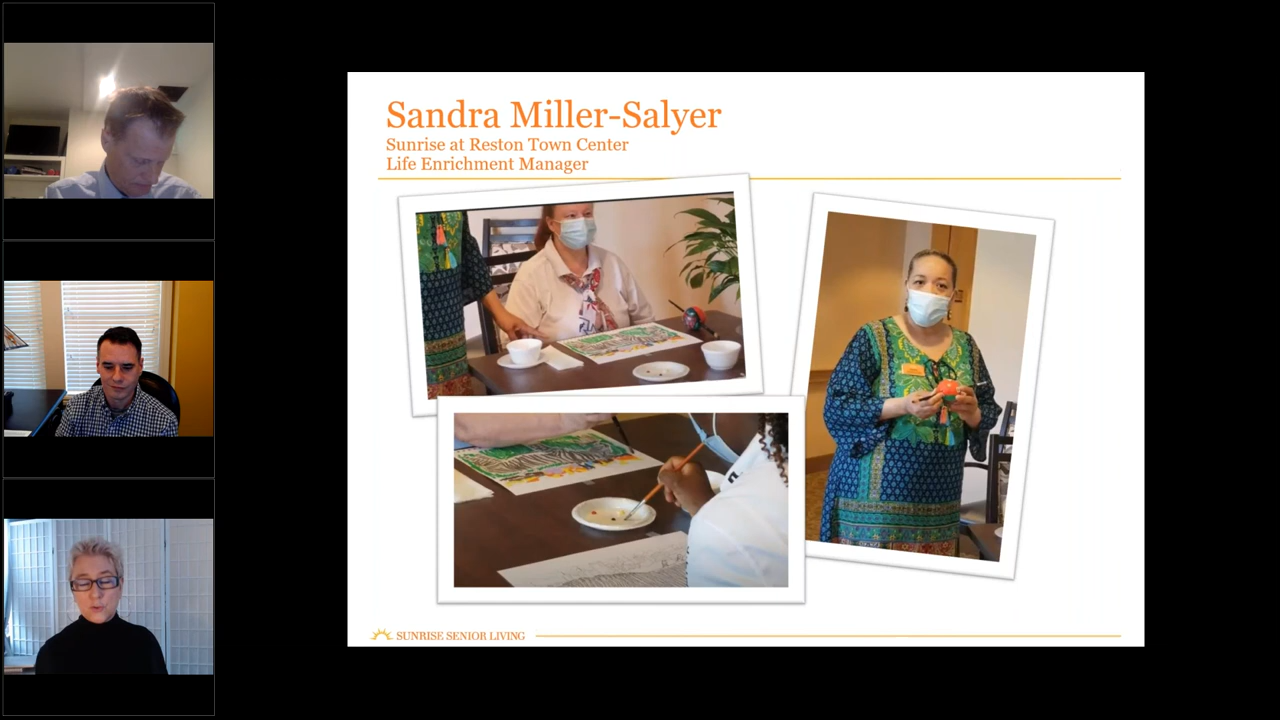 Sandra Miller-Salyer
Sunrise at Reston Town Center
Life Enrichment Manager
SUNRISE SENIOR LIVING